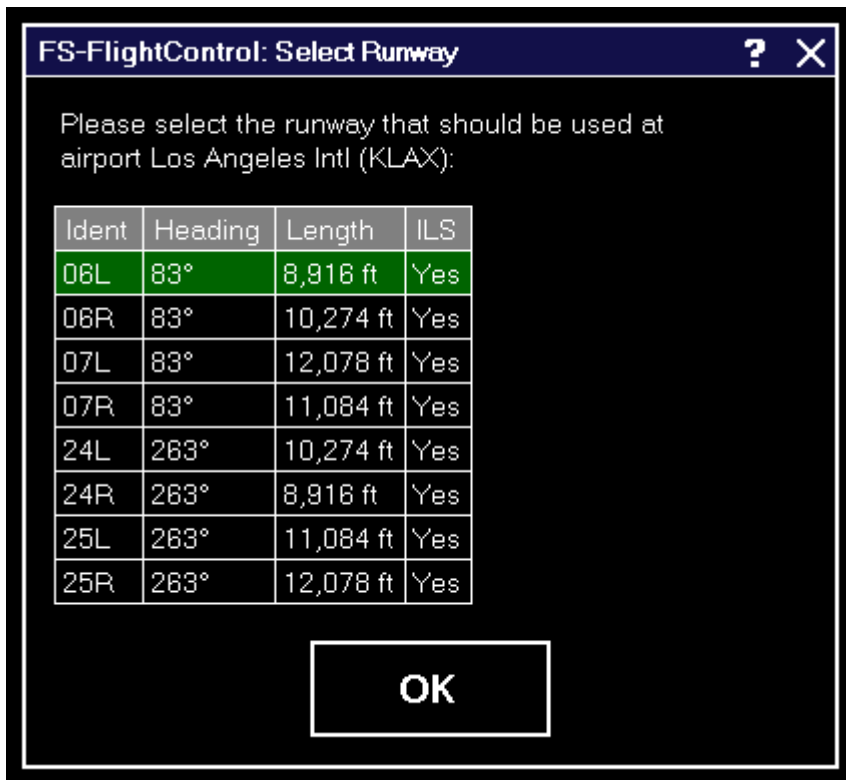 FS-FlightControl: Select Runway ? X
Please select the runway that should be used at
airport Los Angeles Intl (KLAX):
Ident Heading Length ILS
06L 83° 8,916 ft Yes
06R 83° 10,274 ft Yes
07L 83° 12,078 ft Yes
07R 83° 11,084 ft Yes
24L 263° 10,274 ft Yes
24R 263° 8,916 ft Yes
25L 263° 11,084 ft Yes
25R 263° 12,078 ft Yes
OK